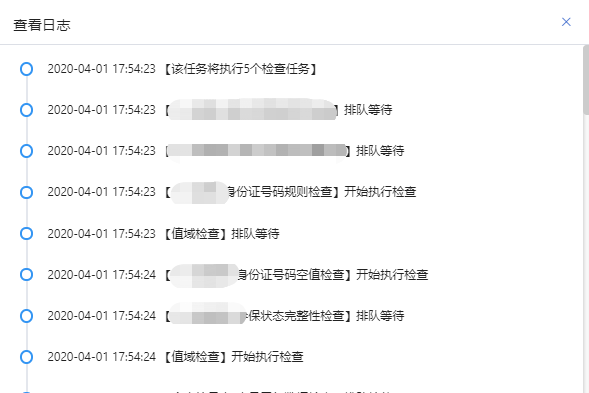 查看日志
2020-04-01 17:54:23 【该任务将执行5个检查任务】
2020-04-01 17:54:23 【】排队等待
2020-04-01 17:54:23 【】排队等待
2020-04-01 17:54:23 【身份证号码规则检查】开始执行检查
2020-04-01 17:54:23 【值域检查】排队等待
2020-04-01 17:54:24 【身份证号码空值检查】开始执行检查
2020-04-01 17:54:24 【保状态完整性检查】排队等待
2020-04-01 17:54:24 【值域检查】开始执行检查